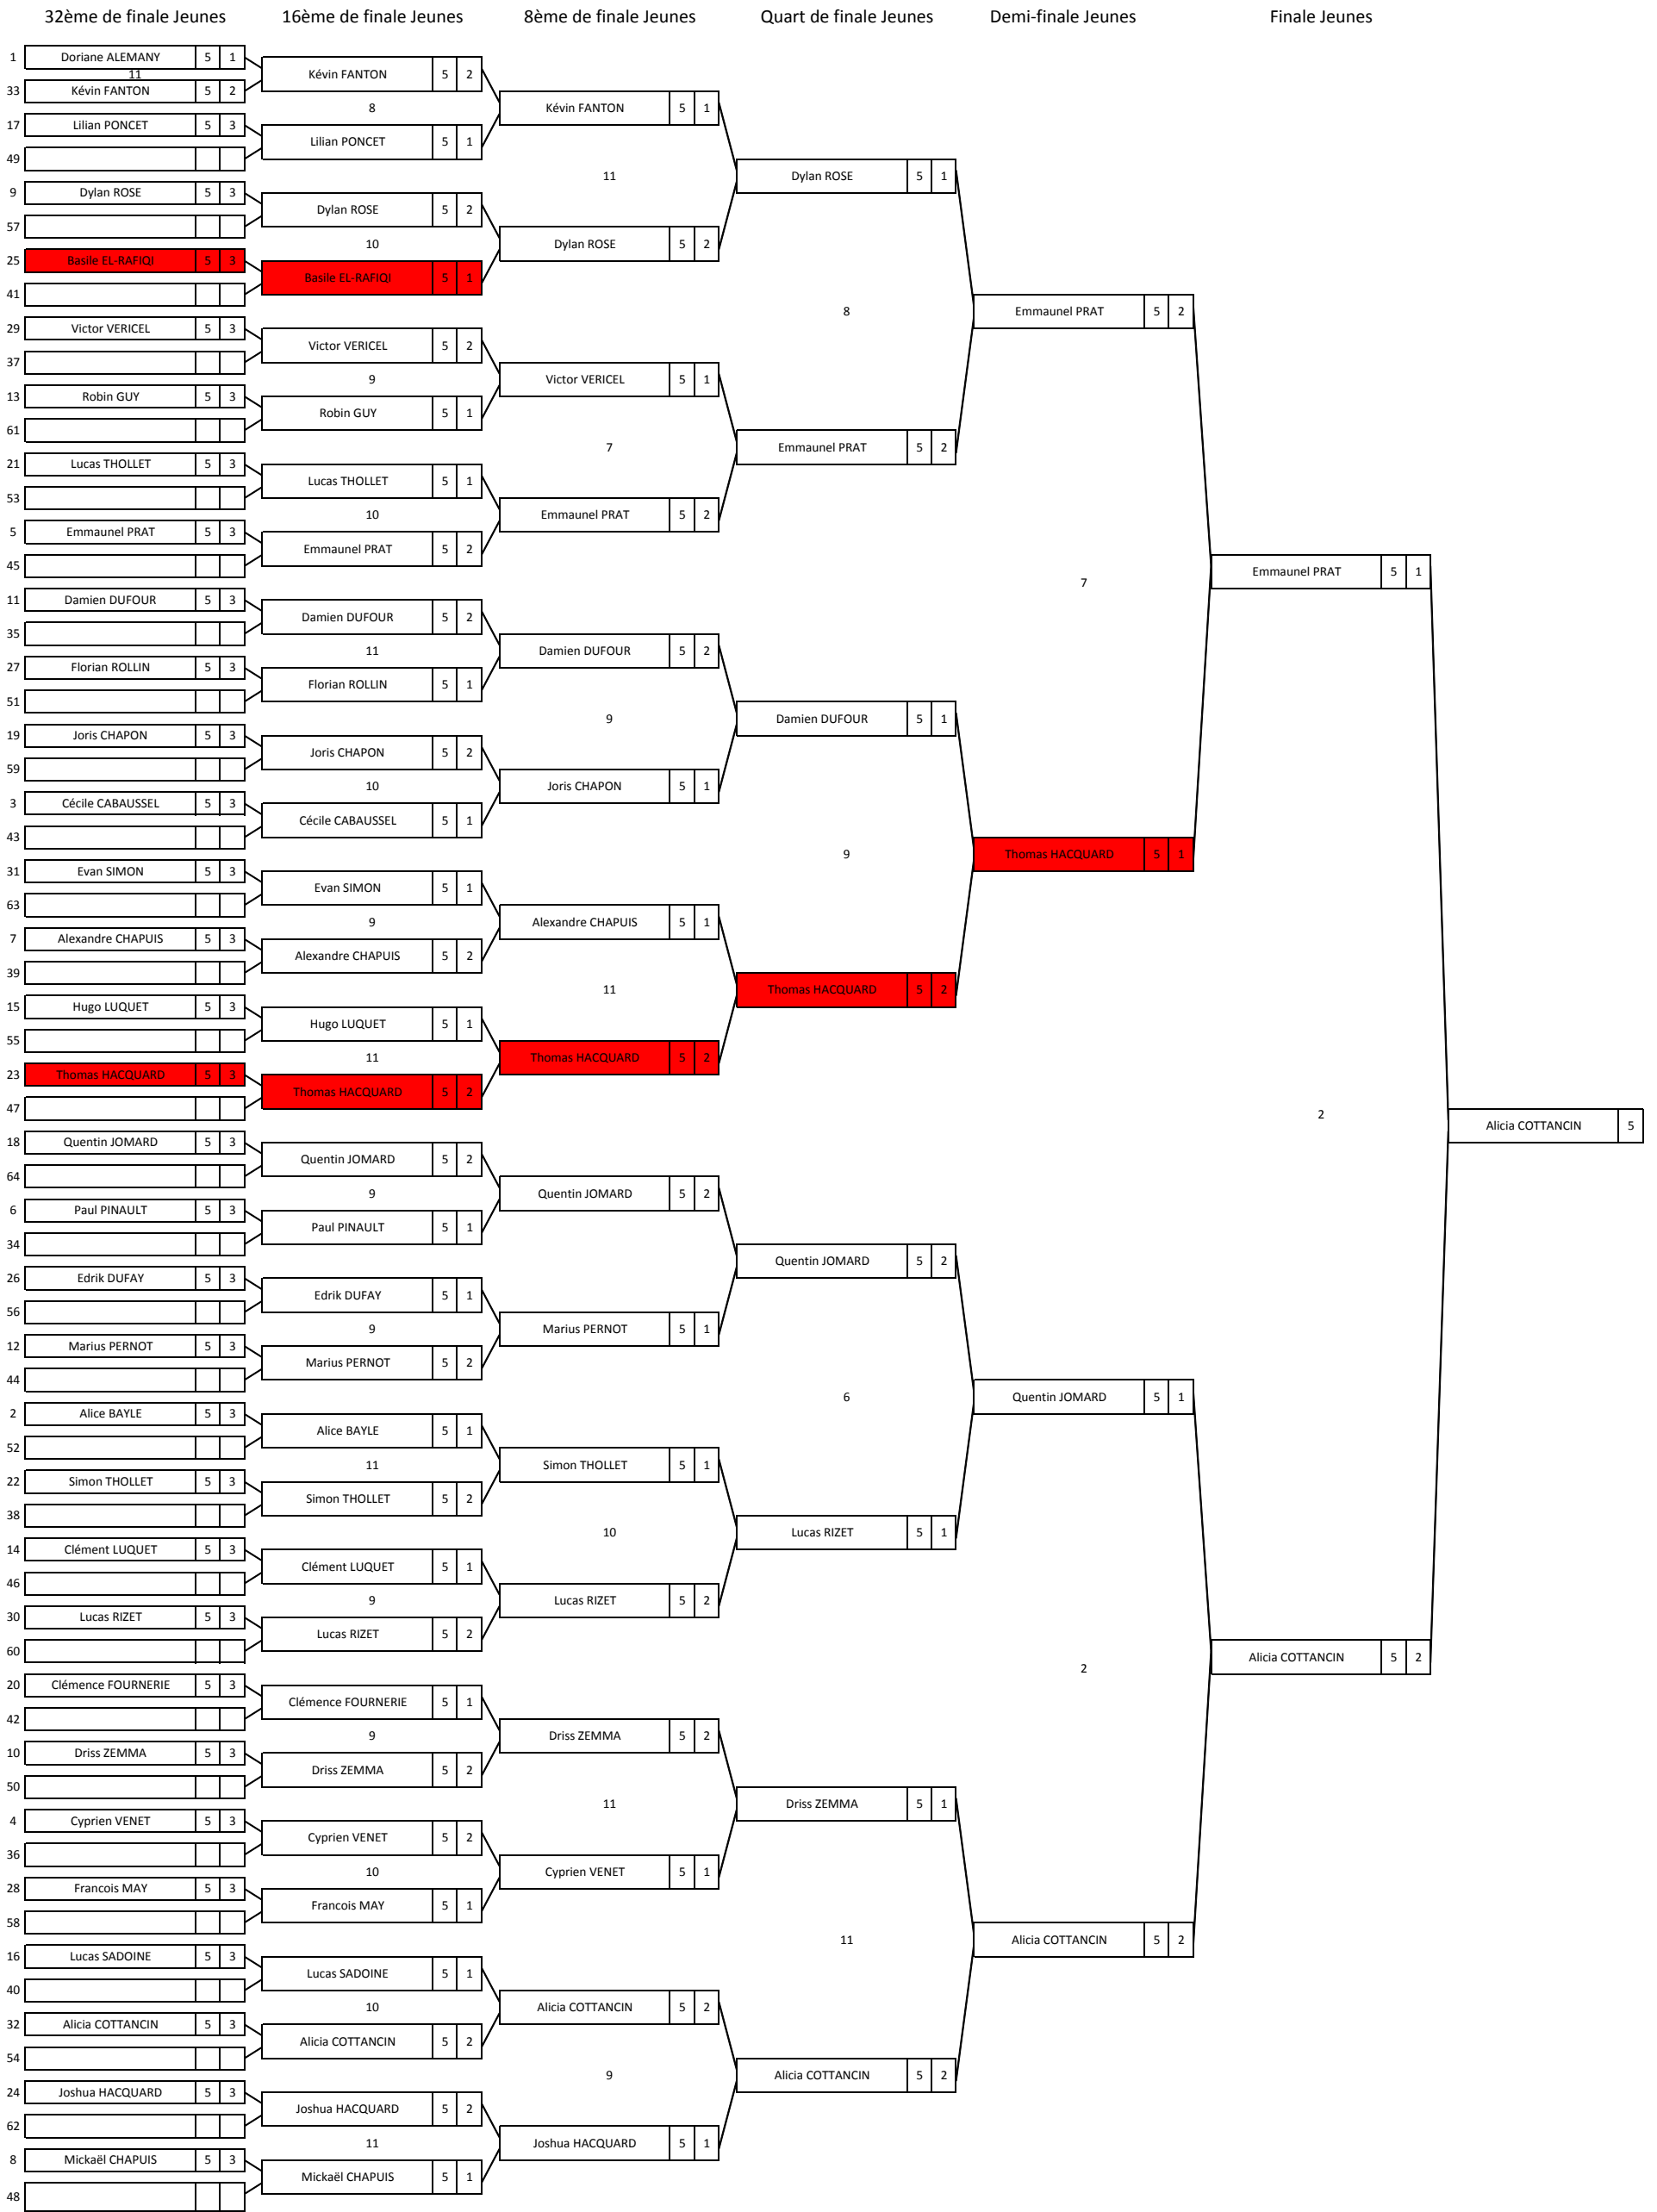 32ème de finale Jeunes 16ème de finale Jeunes 8ème de finale Jeunes Quart de finale Jeunes Demi-finale Jeunes Finale Jeunes
1 Doriane ALEMANY 5 1
11
Kévin FANTON 5 2
33 Kévin FANTON 5 2
8 Kévin FANTON 5 1
17 Lilian PONCET 5 3
Lilian PONCET 5 1
49
11 Dylan ROSE 5 1
9 Dylan ROSE 5 3
Dylan ROSE 5 2
57
10 Dylan ROSE 5 2
25 Basile EL-RAFIQI 5 3
Basile EL-RAFIQI 5 1
41
8 Emmaunel PRAT 5 2
29 Victor VERICEL 5 3
Victor VERICEL 5 2
37
9 Victor VERICEL 5 1
13 Robin GUY 5 3
Robin GUY 5 1
61
7 Emmaunel PRAT 5 2
21 Lucas THOLLET 5 3
Lucas THOLLET 5 1
53
10 Emmaunel PRAT 5 2
5 Emmaunel PRAT 5 3
Emmaunel PRAT 5 2
45
Emmaunel PRAT 5 1
7
11 Damien DUFOUR 5 3
Damien DUFOUR 5 2
35
11 Damien DUFOUR 5 2
27 Florian ROLLIN 5 3
Florian ROLLIN 5 1
51
9 Damien DUFOUR 5 1
19 Joris CHAPON 5 3
Joris CHAPON 5 2
59
10 Joris CHAPON 5 1
3 Cécile CABAUSSEL 5 3
Cécile CABAUSSEL 5 1
43
9 Thomas HACQUARD 5 1
31 Evan SIMON 5 3
Evan SIMON 5 1
63
9 Alexandre CHAPUIS 5 1
7 Alexandre CHAPUIS 5 3
Alexandre CHAPUIS 5 2
39
11 Thomas HACQUARD 5 2
15 Hugo LUQUET 5 3
Hugo LUQUET 5 1
55
11 Thomas HACQUARD 5 2
23 Thomas HACQUARD 5 3
Thomas HACQUARD 5 2
47
2
Alicia COTTANCIN 5
18 Quentin JOMARD 5 3
Quentin JOMARD 5 2
64
9 Quentin JOMARD 5 2
6 Paul PINAULT 5 3
Paul PINAULT 5 1
34
Quentin JOMARD 5 2
26 Edrik DUFAY 5 3
Edrik DUFAY 5 1
56
9 Marius PERNOT 5 1
12 Marius PERNOT 5 3
Marius PERNOT 5 2
44
6 Quentin JOMARD 5 1
2 Alice BAYLE 5 3
Alice BAYLE 5 1
52
11 Simon THOLLET 5 1
22 Simon THOLLET 5 3
Simon THOLLET 5 2
38
10 Lucas RIZET 5 1
14 Clément LUQUET 5 3
Clément LUQUET 5 1
46
9 Lucas RIZET 5 2
30 Lucas RIZET 5 3
Lucas RIZET 5 2
60
Alicia COTTANCIN 5 2
2
20 Clémence FOURNERIE 5 3
Clémence FOURNERIE 5 1
42
9 Driss ZEMMA 5 2
10 Driss ZEMMA 5 3
Driss ZEMMA 5 2
50
11 Driss ZEMMA 5 1
4 Cyprien VENET 5 3
Cyprien VENET 5 2
36
10 Cyprien VENET 5 1
28 Francois MAY 5 3
Francois MAY 5 1
58
11 Alicia COTTANCIN 5 2
16 Lucas SADOINE 5 3
Lucas SADOINE 5 1
40
10 Alicia COTTANCIN 5 2
32 Alicia COTTANCIN 5 3
Alicia COTTANCIN 5 2
54
9 Alicia COTTANCIN 5 2
24 Joshua HACQUARD 5 3
Joshua HACQUARD 5 2
62
11 Joshua HACQUARD 5 1
8 Mickaël CHAPUIS 5 3
Mickaël CHAPUIS 5 1
48